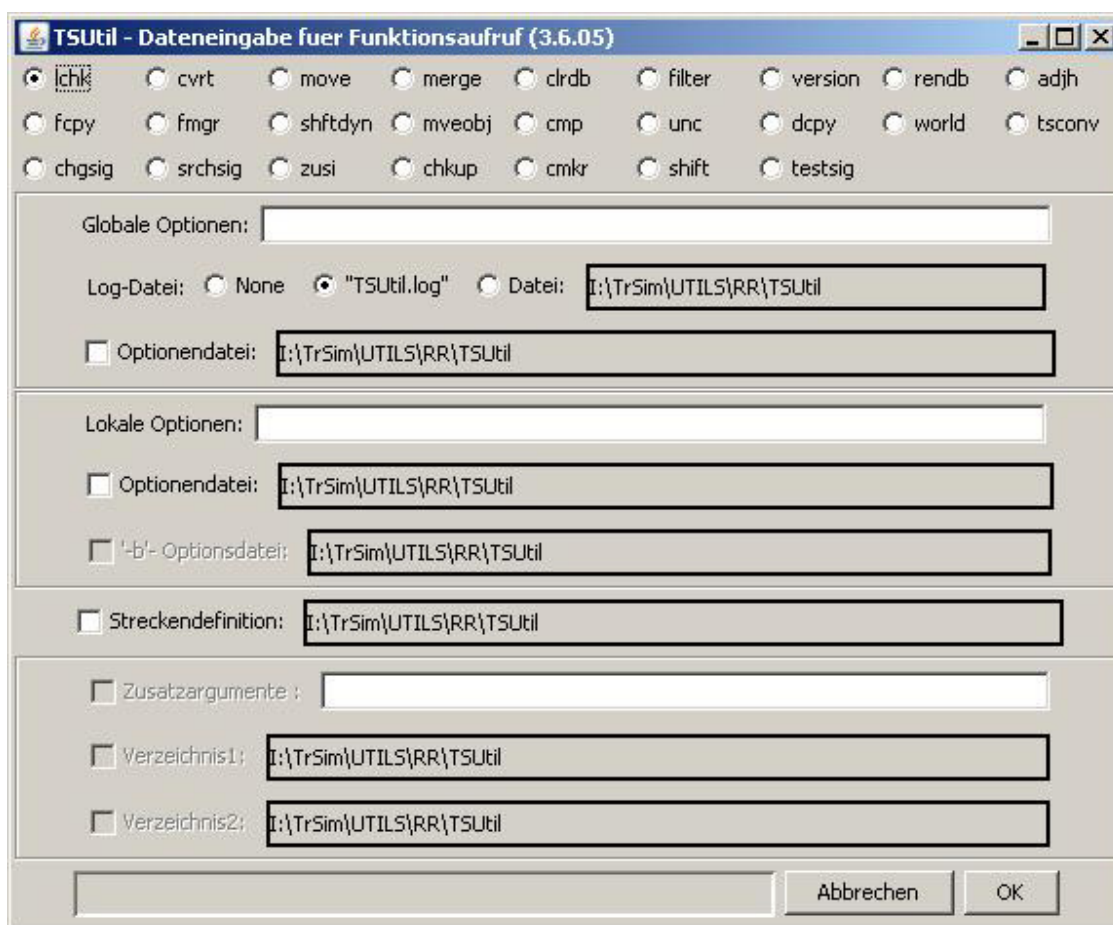 TSUtil - Dateneingabe fuer Funktionsaufruf (3.6.05)
lchk cvrt move merge clrdb filter version rendb adjh
fcpy fmgr shftdyn mveobj cmp unc dcpy world tsconv
chgsig srchsig zusi chkup cmkr shift testsig
Globale Optionen:
Log-Datei: None "TSUtil.log" Datei: I:\TrSim\UTILS\RR\TSUtil
Optionendatei: I:\TrSim\UTILS\RR\TSUtil
Lokale Optionen:
Optionendatei: I:\TrSim\UTILS\RR\TSUtil
'-b'- Optionsdatei: I:\TrSim\UTILS\RR\TSUtil
Streckendefinition: I:\TrSim\UTILS\RR\TSUtil
Zusatzargumente :
Verzeichnis1: I:\TrSim\UTILS\RR\TSUtil
Verzeichnis2: I:\TrSim\UTILS\RR\TSUtil
Abbrechen OK